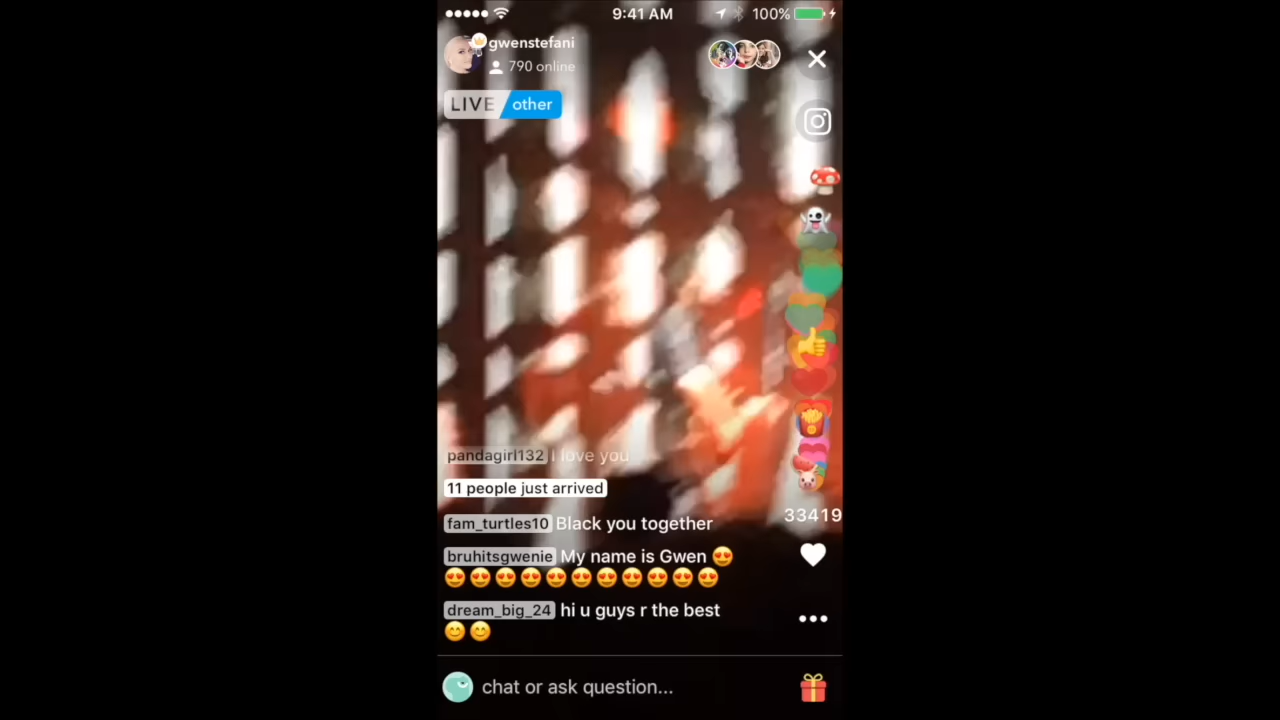 9:41 AM
100%
gwenstefani
790 online
LIVE other
pandagirl132 I love you
11 people just arrived
33419
fam_turtles10 Black you together
bruhitsgwenie My name is Gwen 😍
😍😍😍😍😍😍😍😍😍😍😍
dream_big_24 hi u guys r the best
😊😊
chat or ask question...